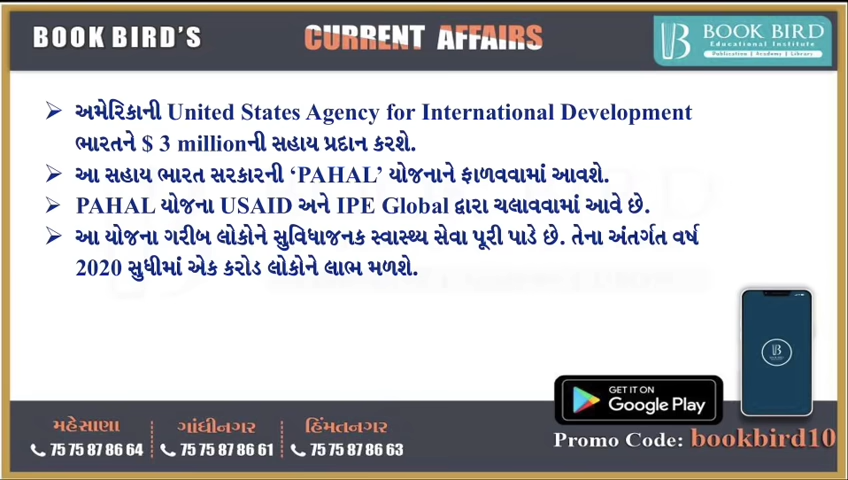 BOOK BIRD'S
CURRENT AFFAIRS
BOOK BIRD
Educational Institute
Publication | Academy | Library
➢ અમેરિકાની United States Agency for International Development
ભારતને $ 3 millionની સહાય પ્રદાન કરશે.
➢ આ સહાય ભારત સરકારની ‘PAHAL’ યોજનાને ફાળવવામાં આવશે.
➢ PAHAL યોજના USAID અને IPE Global દ્વારા ચલાવવામાં આવે છે.
➢ આ યોજના ગરીબ લોકોને સુવિધાજનક સ્વાસ્થ્ય સેવા પૂરી પાડે છે. તેના અંતર્ગત વર્ષ
2020 સુધીમાં એક કરોડ લોકોને લાભ મળશે.
GET IT ON
Google Play
મહેસાણા
75 75 87 86 64
ગાંધીનગર
75 75 87 86 61
હિંમતનગર
75 75 87 86 63
Promo Code: bookbird10